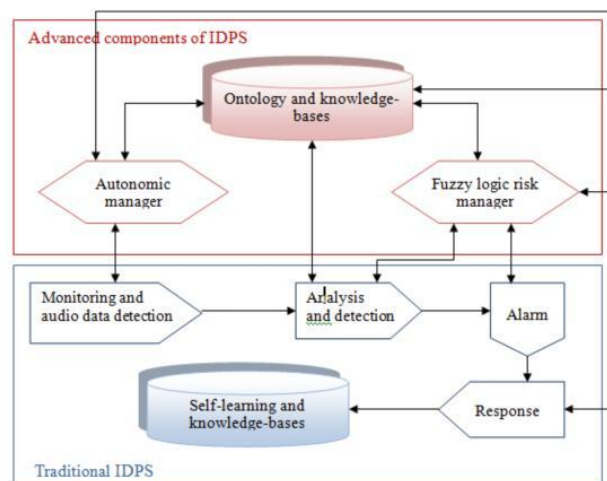 Advanced components of IDPS
Ontology and knowledge-
bases
Autonomic
manager
Fuzzy logic risk
manager
Monitoring and
audio data detection
Analysis
and detection
Alarm
Self-learning and
knowledge-bases
Response
Traditional IDPS